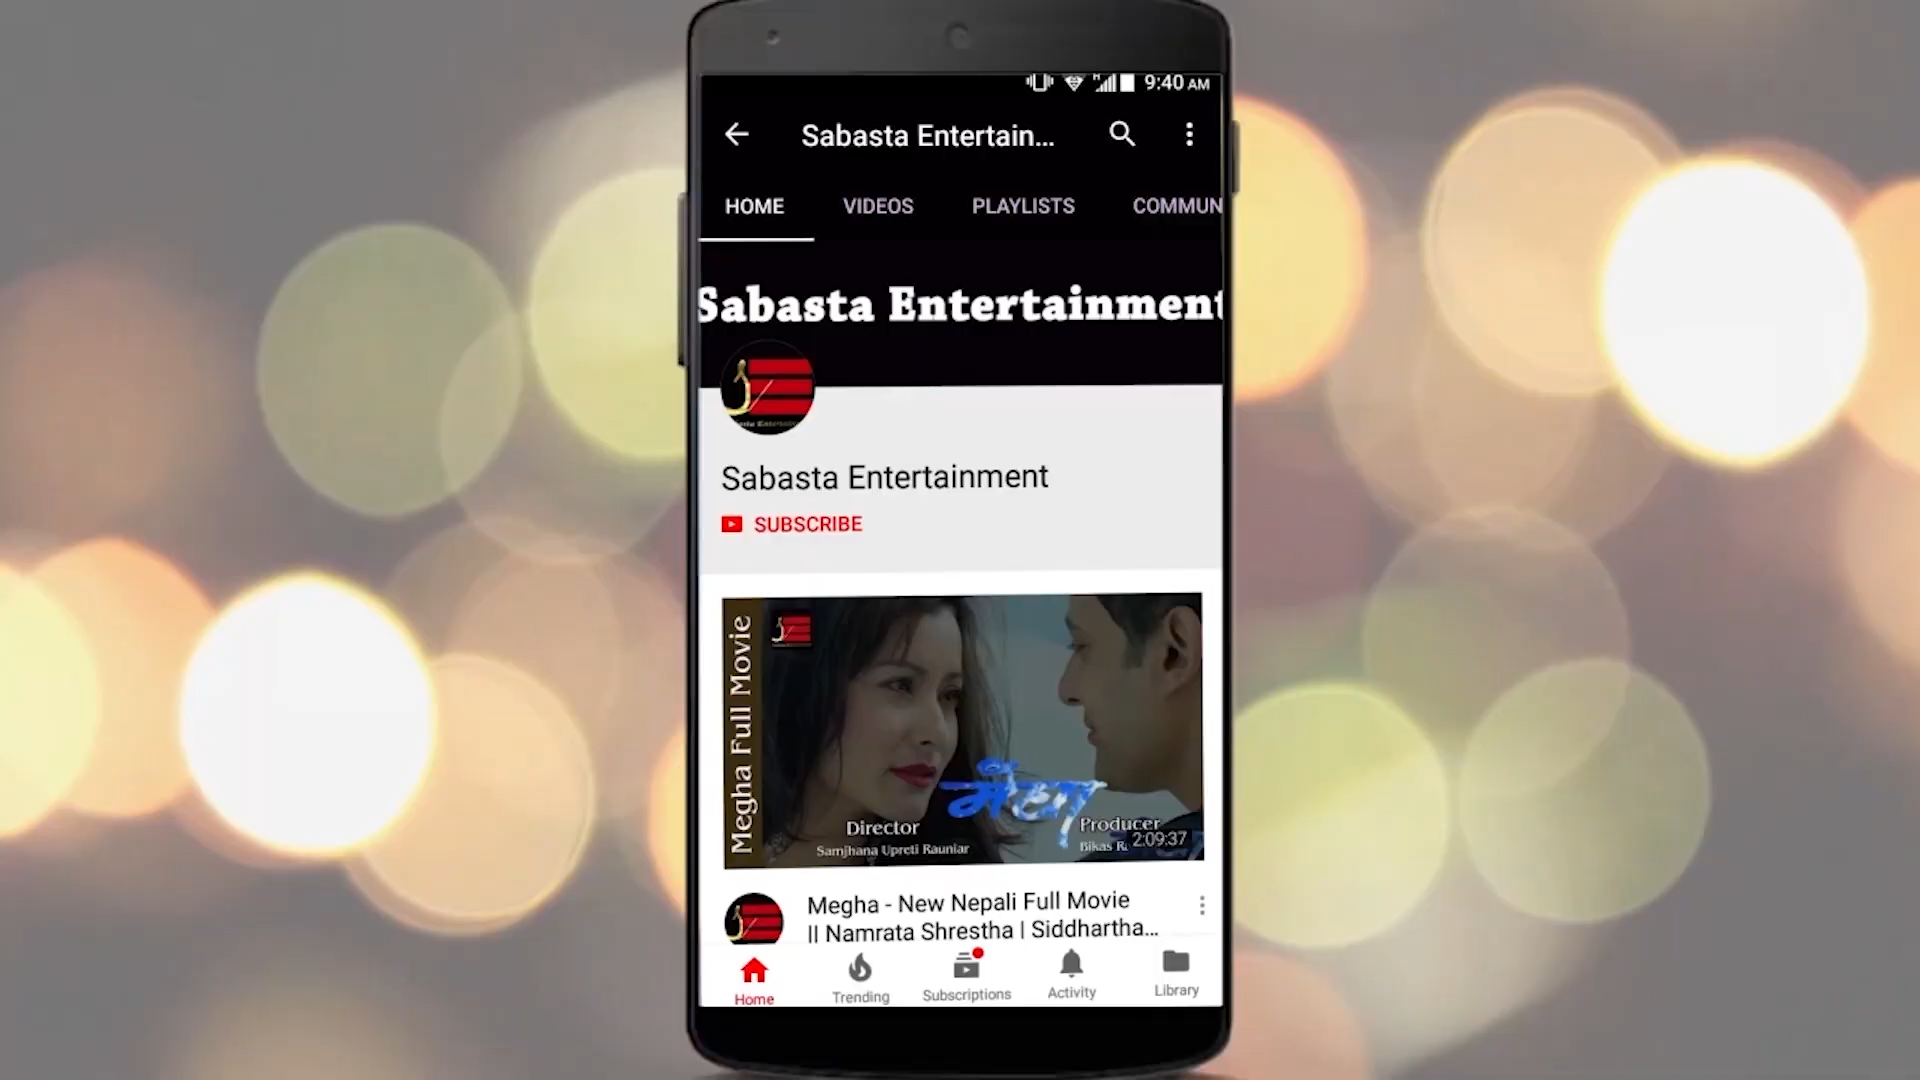 9:40 AM
Sabasta Entertain...
HOME VIDEOS PLAYLISTS COMMUN
Sabasta Entertainment
Sabasta Entertainment
SUBSCRIBE
Megha Full Movie
मेघा
Director
Samjhana Upreti Rauniar
Producer
Bikas R
2:09:37
Megha - New Nepali Full Movie
|| Namrata Shrestha | Siddhartha...
Home Trending Subscriptions Activity Library